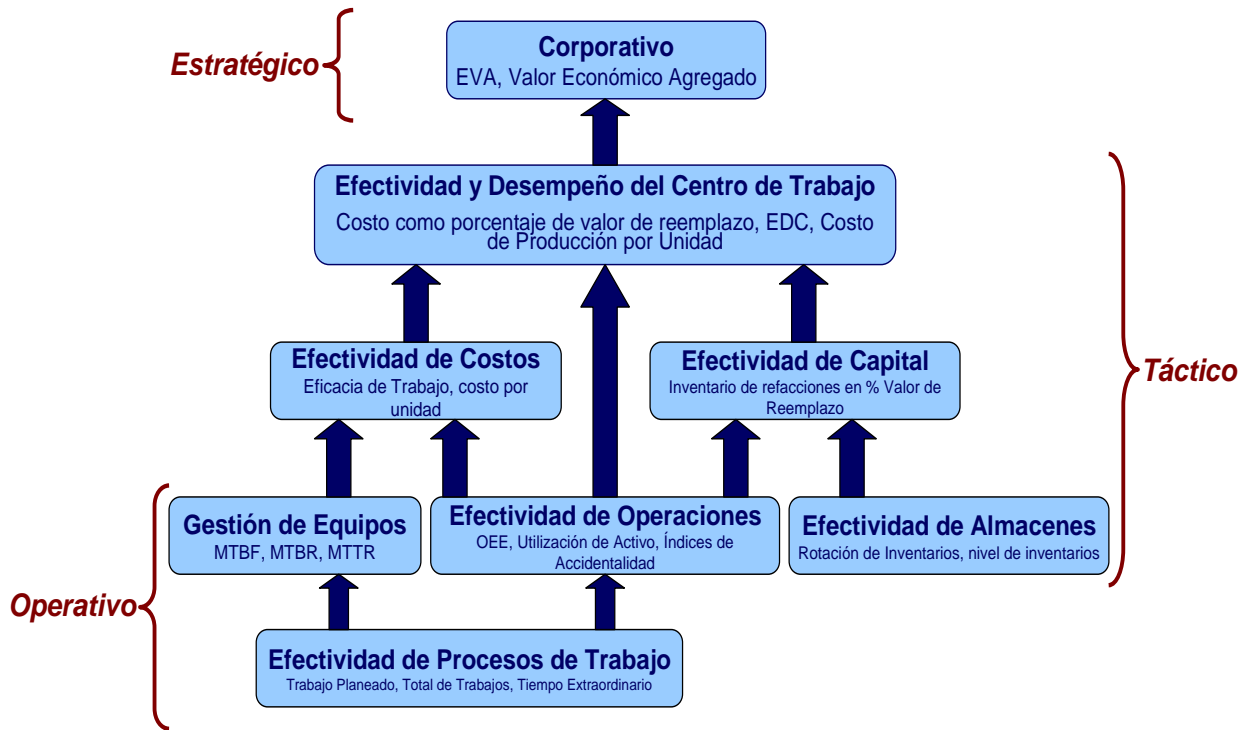 Estratégico
Corporativo
EVA, Valor Económico Agregado
Efectividad y Desempeño del Centro de Trabajo
Costo como porcentaje de valor de reemplazo, EDC, Costo
de Producción por Unidad
Efectividad de Costos
Eficacia de Trabajo, costo por
unidad
Efectividad de Capital
Inventario de refacciones en % Valor de
Reemplazo
Táctico
Gestión de Equipos
MTBF, MTBR, MTTR
Efectividad de Operaciones
OEE, Utilización de Activo, Índices de
Accidentalidad
Efectividad de Almacenes
Rotación de Inventarios, nivel de inventarios
Operativo
Efectividad de Procesos de Trabajo
Trabajo Planeado, Total de Trabajos, Tiempo Extraordinario